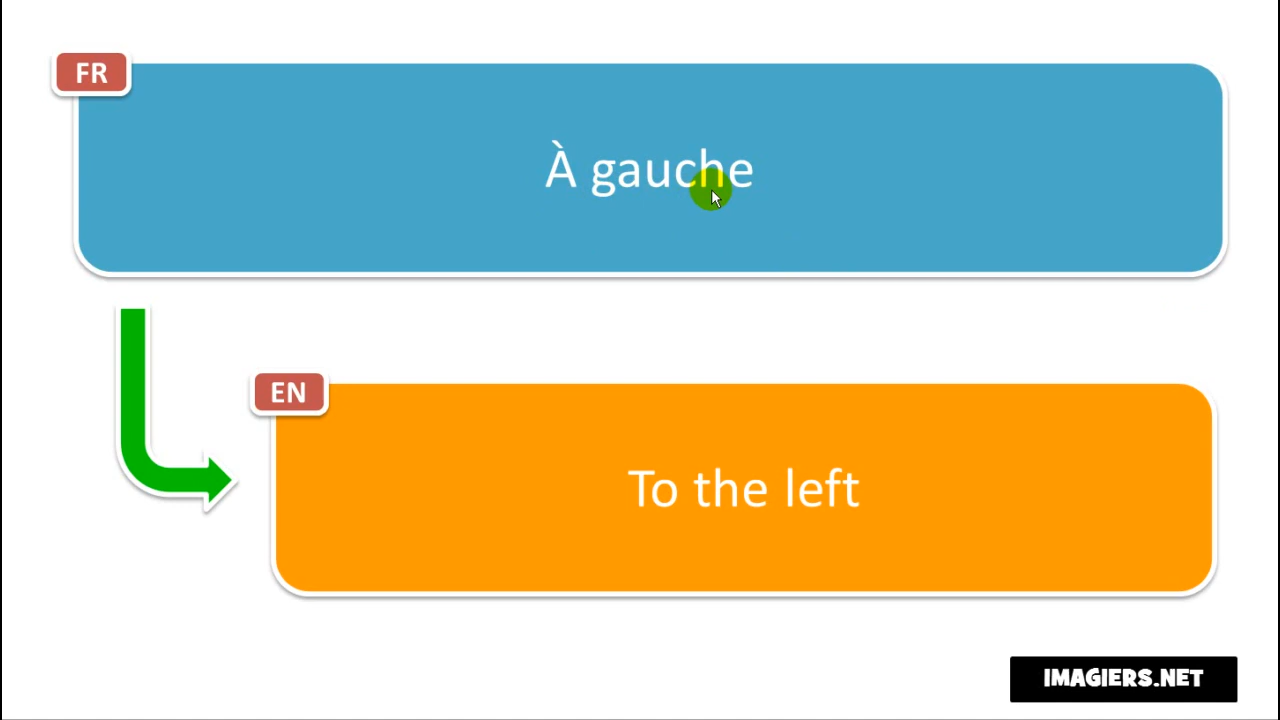 FR
À gauche
EN
To the left
IMAGIERS.NET